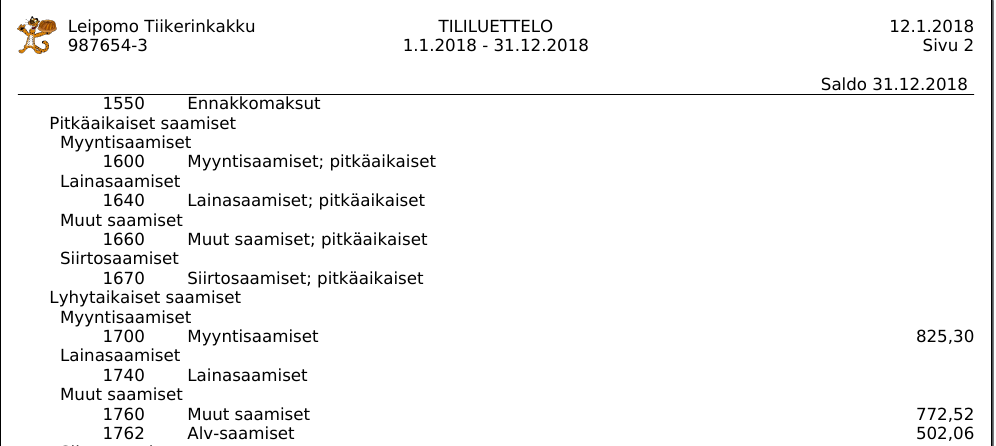 Leipomo Tiikerinkakku TILILUETTELO 12.1.2018
987654-3 1.1.2018 - 31.12.2018 Sivu 2
Saldo 31.12.2018
1550 Ennakkomaksut
Pitkäaikaiset saamiset
Myyntisaamiset
1600 Myyntisaamiset; pitkäaikaiset
Lainasaamiset
1640 Lainasaamiset; pitkäaikaiset
Muut saamiset
1660 Muut saamiset; pitkäaikaiset
Siirtosaamiset
1670 Siirtosaamiset; pitkäaikaiset
Lyhytaikaiset saamiset
Myyntisaamiset
1700 Myyntisaamiset 825,30
Lainasaamiset
1740 Lainasaamiset
Muut saamiset
1760 Muut saamiset 772,52
1762 Alv-saamiset 502,06